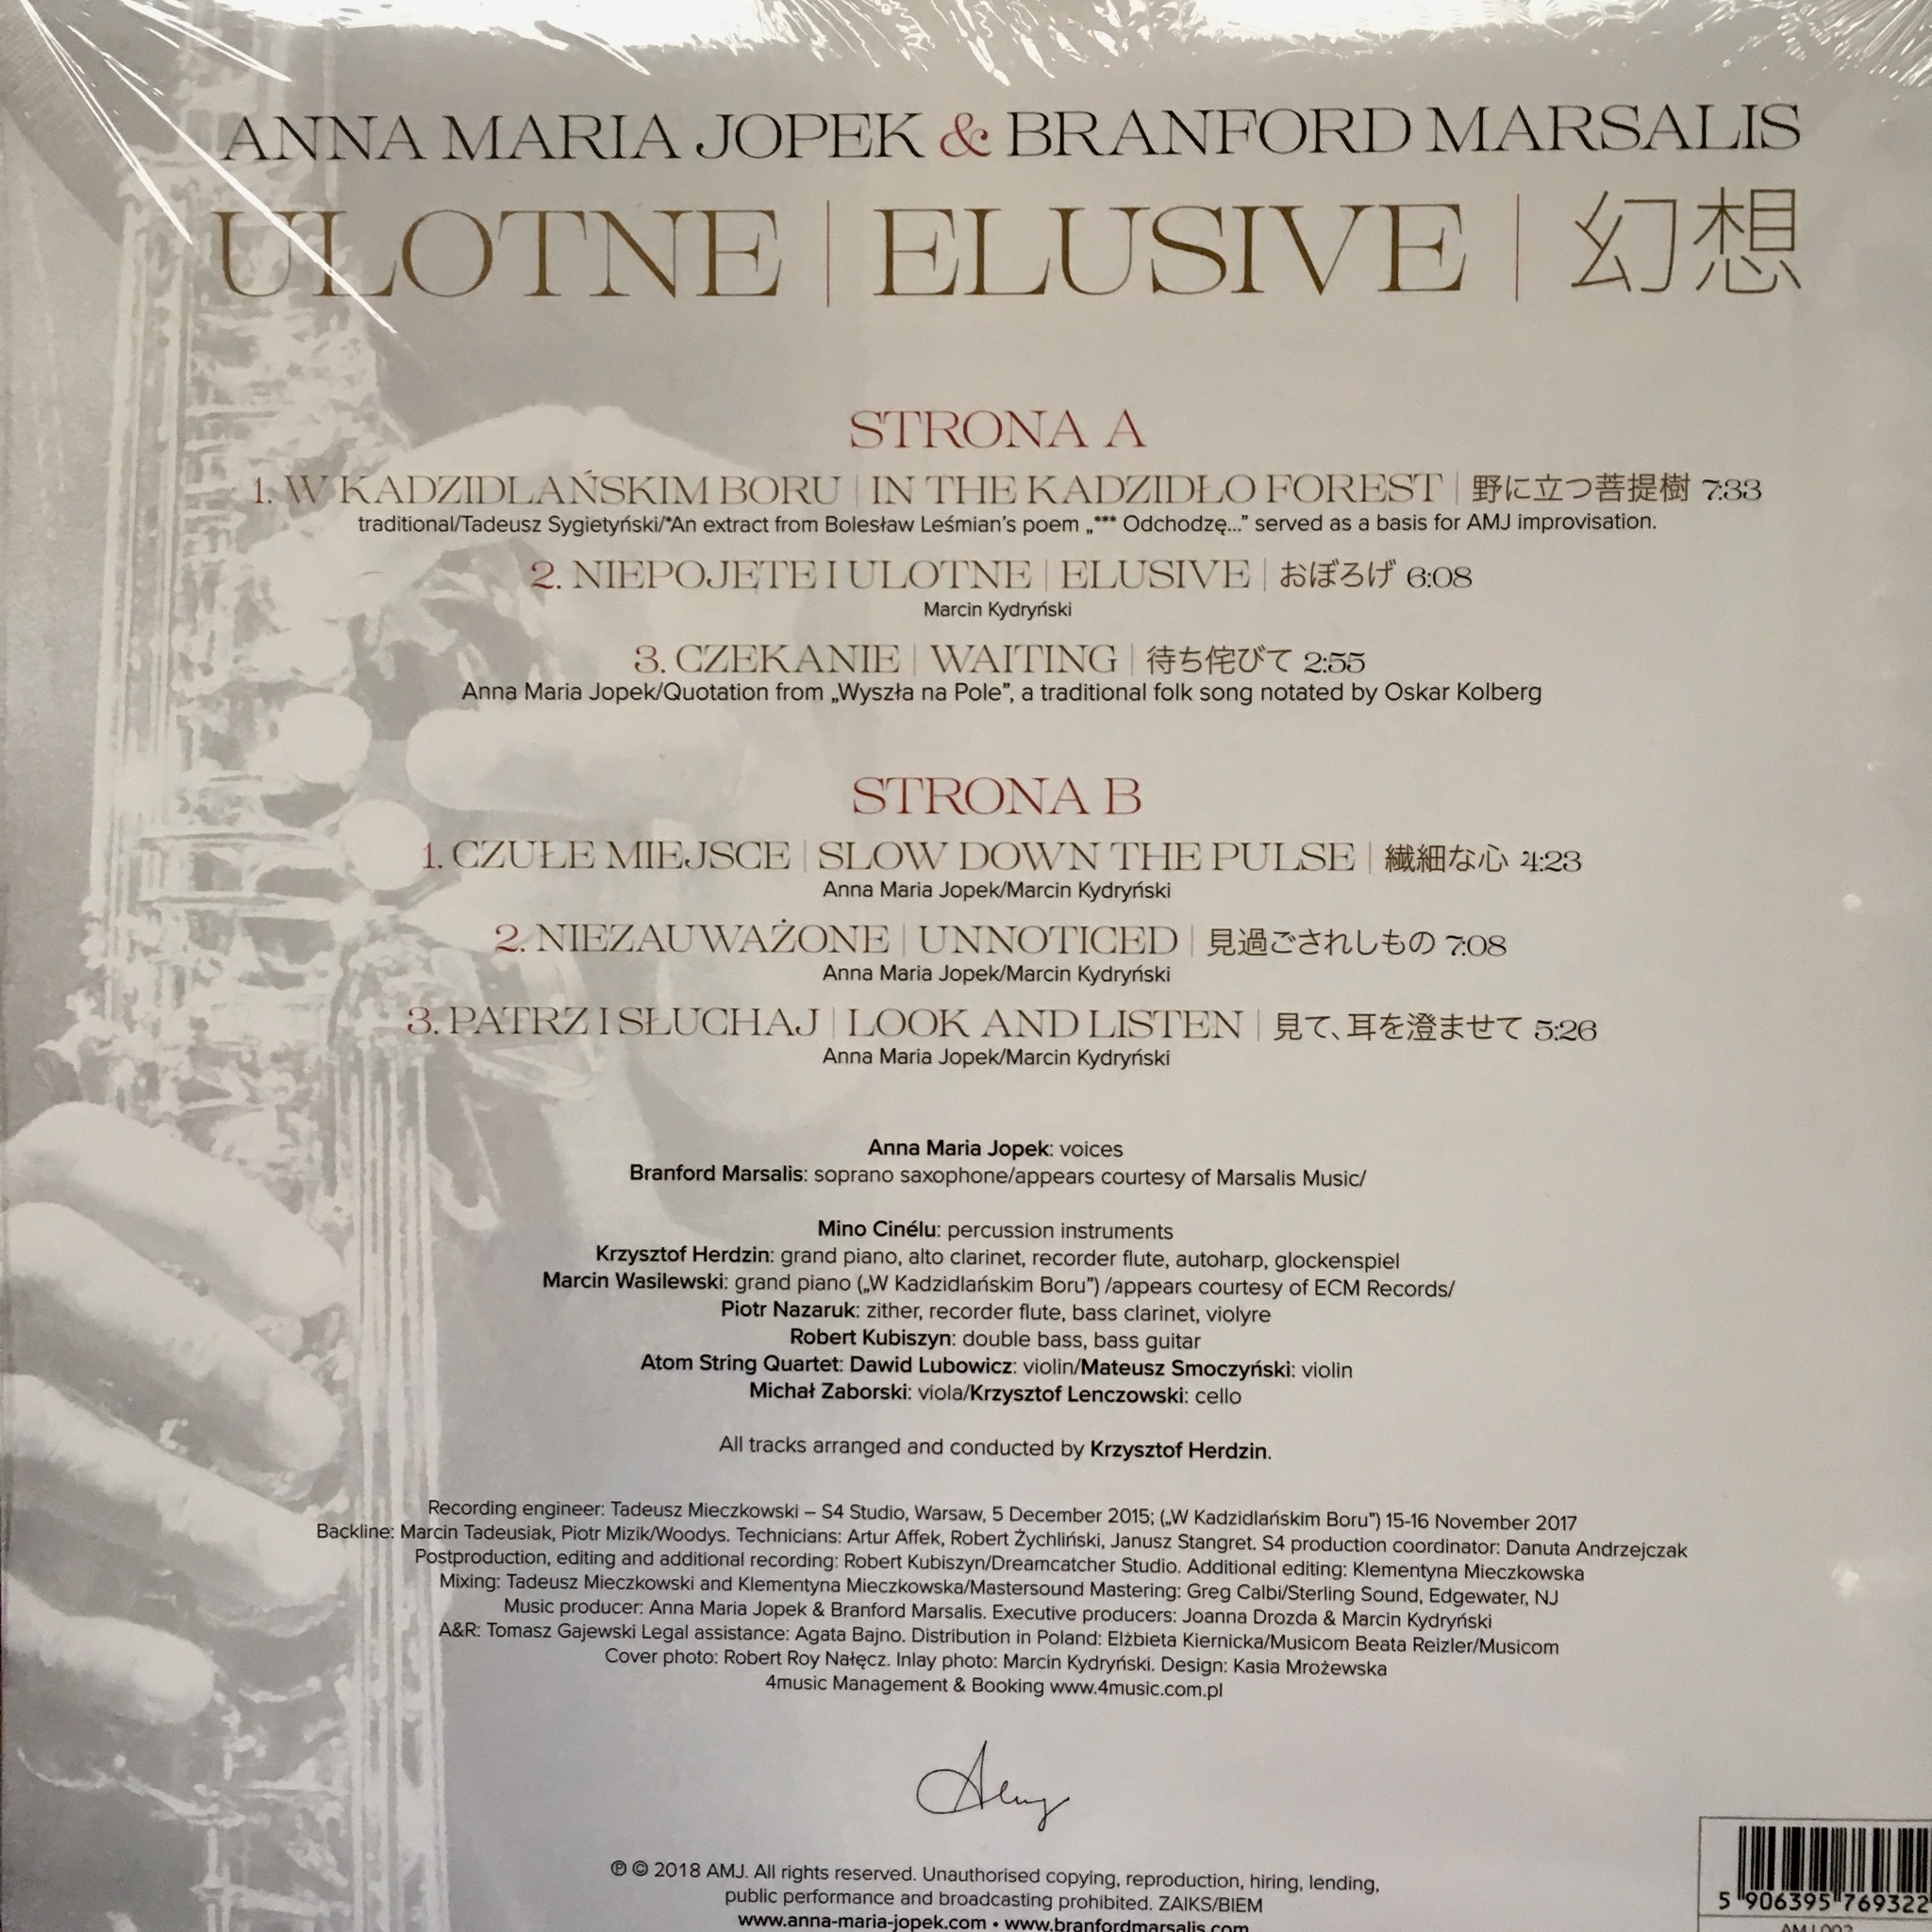 ANNA MARIA JOPEK & BRANFORD MARSALIS
ULOTNE | ELUSIVE | 幻想
STRONA A
1. W KADZIDLAŃSKIM BORU | IN THE KADZIDŁO FOREST | 野に立つ菩提樹 7:33
traditional/Tadeusz Sygietyński/*An extract from Bolesław Leśmian's poem „*** Odchodzę..." served as a basis for AMJ improvisation.
2. NIEPOJĘTE I ULOTNE | ELUSIVE | おぼろげ 6:08
Marcin Kydryński
3. CZEKANIE | WAITING | 待ち侘びて 2:55
Anna Maria Jopek/Quotation from „Wyszła na Pole", a traditional folk song notated by Oskar Kolberg
STRONA B
1. CZUŁE MIEJSCE | SLOW DOWN THE PULSE | 繊細な心 4:23
Anna Maria Jopek/Marcin Kydryński
2. NIEZAUWAŻONE | UNNOTICED | 見過ごされしもの 7:08
Anna Maria Jopek/Marcin Kydryński
3. PATRZ I SŁUCHAJ | LOOK AND LISTEN | 見て、耳を澄ませて 5:26
Anna Maria Jopek/Marcin Kydryński
Anna Maria Jopek: voices
Branford Marsalis: soprano saxophone/appears courtesy of Marsalis Music/
Mino Cinélu: percussion instruments
Krzysztof Herdzin: grand piano, alto clarinet, recorder flute, autoharp, glockenspiel
Marcin Wasilewski: grand piano („W Kadzidlańskim Boru") /appears courtesy of ECM Records/
Piotr Nazaruk: zither, recorder flute, bass clarinet, violyre
Robert Kubiszyn: double bass, bass guitar
Atom String Quartet: Dawid Lubowicz: violin/Mateusz Smoczyński: violin
Michał Zaborski: viola/Krzysztof Lenczowski: cello
All tracks arranged and conducted by Krzysztof Herdzin.
Recording engineer: Tadeusz Mieczkowski – S4 Studio, Warsaw, 5 December 2015; („W Kadzidlańskim Boru") 15-16 November 2017
Backline: Marcin Tadeusiak, Piotr Mizik/Woodys. Technicians: Artur Affek, Robert Żychliński, Janusz Stangret. S4 production coordinator: Danuta Andrzejczak
Postproduction, editing and additional recording: Robert Kubiszyn/Dreamcatcher Studio. Additional editing: Klementyna Mieczkowska
Mixing: Tadeusz Mieczkowski and Klementyna Mieczkowska/Mastersound Mastering: Greg Calbi/Sterling Sound, Edgewater, NJ
Music producer: Anna Maria Jopek & Branford Marsalis. Executive producers: Joanna Drozda & Marcin Kydryński
A&R: Tomasz Gajewski Legal assistance: Agata Bajno. Distribution in Poland: Elżbieta Kiernicka/Musicom Beata Reizler/Musicom
Cover photo: Robert Roy Nałęcz. Inlay photo: Marcin Kydryński. Design: Kasia Mrożewska
4music Management & Booking www.4music.com.pl
℗ © 2018 AMJ. All rights reserved. Unauthorised copying, reproduction, hiring, lending,
public performance and broadcasting prohibited. ZAIKS/BIEM
www.anna-maria-jopek.com • www.branfordmarsalis.com
5 906395 769322